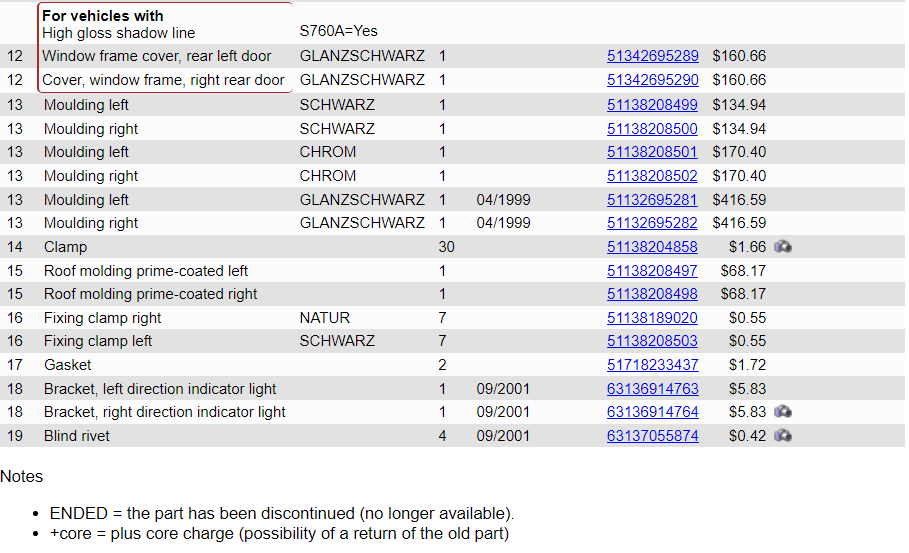 For vehicles with
High gloss shadow line S760A=Yes
12 Window frame cover, rear left door GLANZSCHWARZ 1 51342695289 $160.66
12 Cover, window frame, right rear door GLANZSCHWARZ 1 51342695290 $160.66
13 Moulding left SCHWARZ 1 51138208499 $134.94
13 Moulding right SCHWARZ 1 51138208500 $134.94
13 Moulding left CHROM 1 51138208501 $170.40
13 Moulding right CHROM 1 51138208502 $170.40
13 Moulding left GLANZSCHWARZ 1 04/1999 51132695281 $416.59
13 Moulding right GLANZSCHWARZ 1 04/1999 51132695282 $416.59
14 Clamp 30 51138204858 $1.66
15 Roof molding prime-coated left 1 51138208497 $68.17
15 Roof molding prime-coated right 1 51138208498 $68.17
16 Fixing clamp right NATUR 7 51138189020 $0.55
16 Fixing clamp left SCHWARZ 7 51138208503 $0.55
17 Gasket 2 51718233437 $1.72
18 Bracket, left direction indicator light 1 09/2001 63136914763 $5.83
18 Bracket, right direction indicator light 1 09/2001 63136914764 $5.83
19 Blind rivet 4 09/2001 63137055874 $0.42
Notes
• ENDED = the part has been discontinued (no longer available).
• +core = plus core charge (possibility of a return of the old part)